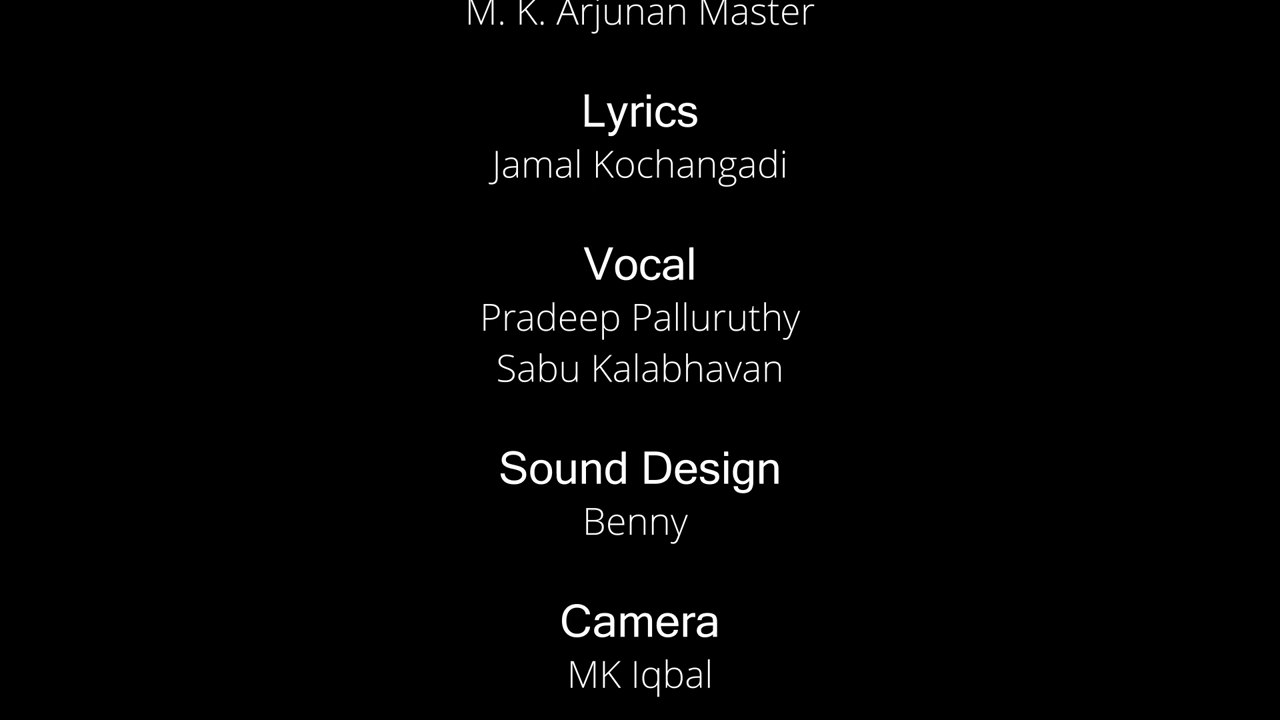 M. K. Arjunan Master
Lyrics
Jamal Kochangadi
Vocal
Pradeep Palluruthy
Sabu Kalabhavan
Sound Design
Benny
Camera
MK Iqbal